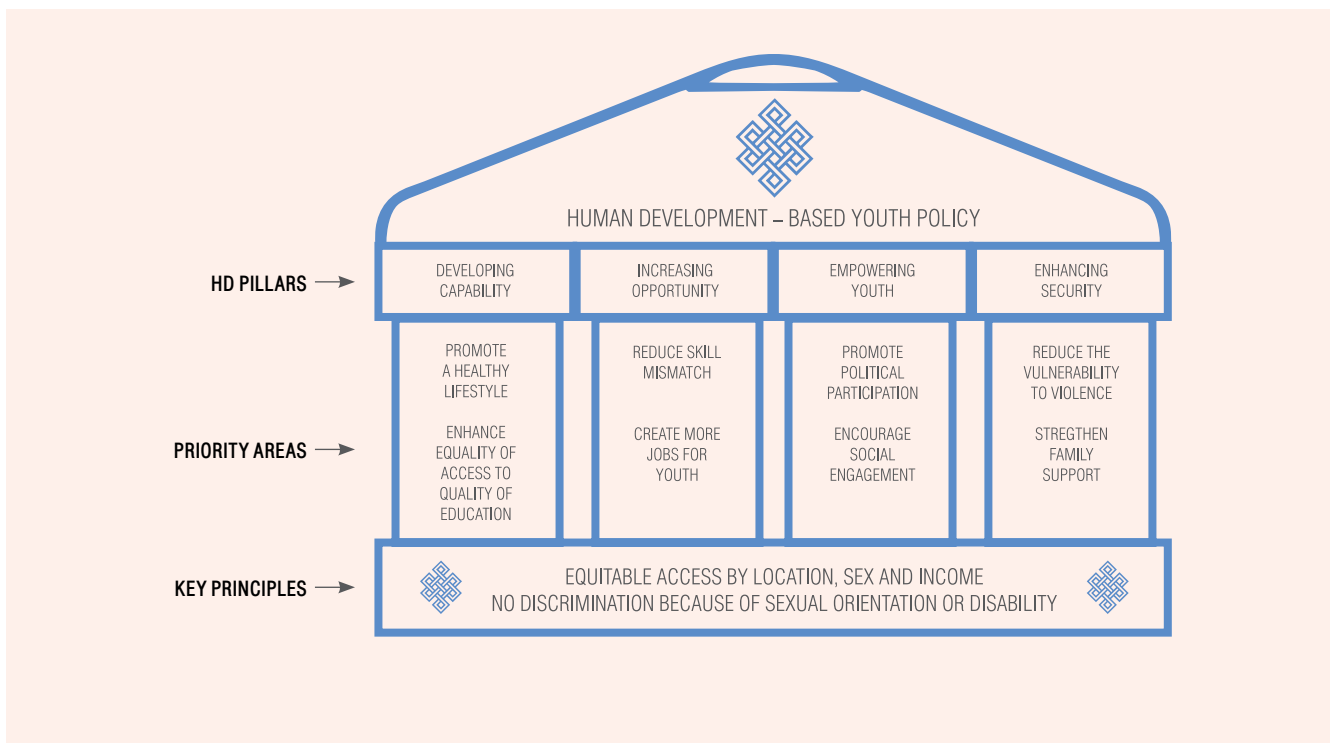 HUMAN DEVELOPMENT – BASED YOUTH POLICY
HD PILLARS
DEVELOPING
CAPABILITY
INCREASING
OPPORTUNITY
EMPOWERING
YOUTH
ENHANCING
SECURITY
PRIORITY AREAS
PROMOTE
A HEALTHY
LIFESTYLE
ENHANCE
EQUALITY OF
ACCESS TO
QUALITY OF
EDUCATION
REDUCE SKILL
MISMATCH
CREATE MORE
JOBS FOR
YOUTH
PROMOTE
POLITICAL
PARTICIPATION
ENCOURAGE
SOCIAL
ENGAGEMENT
REDUCE THE
VULNERABILITY
TO VIOLENCE
STREGTHEN
FAMILY
SUPPORT
KEY PRINCIPLES
EQUITABLE ACCESS BY LOCATION, SEX AND INCOME
NO DISCRIMINATION BECAUSE OF SEXUAL ORIENTATION OR DISABILITY